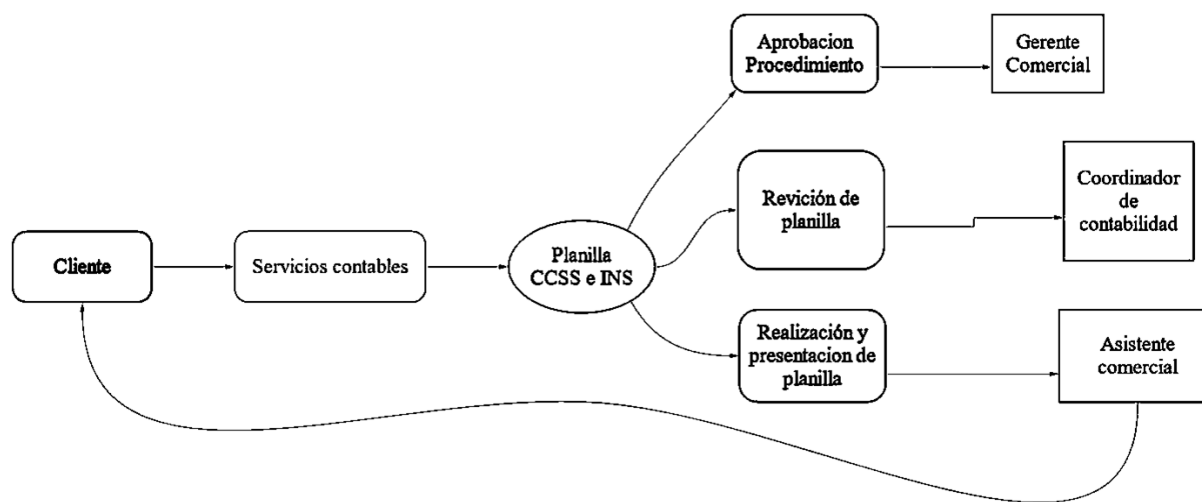 Aprobacion
Procedimiento
Gerente
Comercial
Revición de
planilla
Coordinador
de
contabilidad
Cliente
Servicios contables
Planilla
CCSS e INS
Realización y
presentacion de
planilla
Asistente
comercial